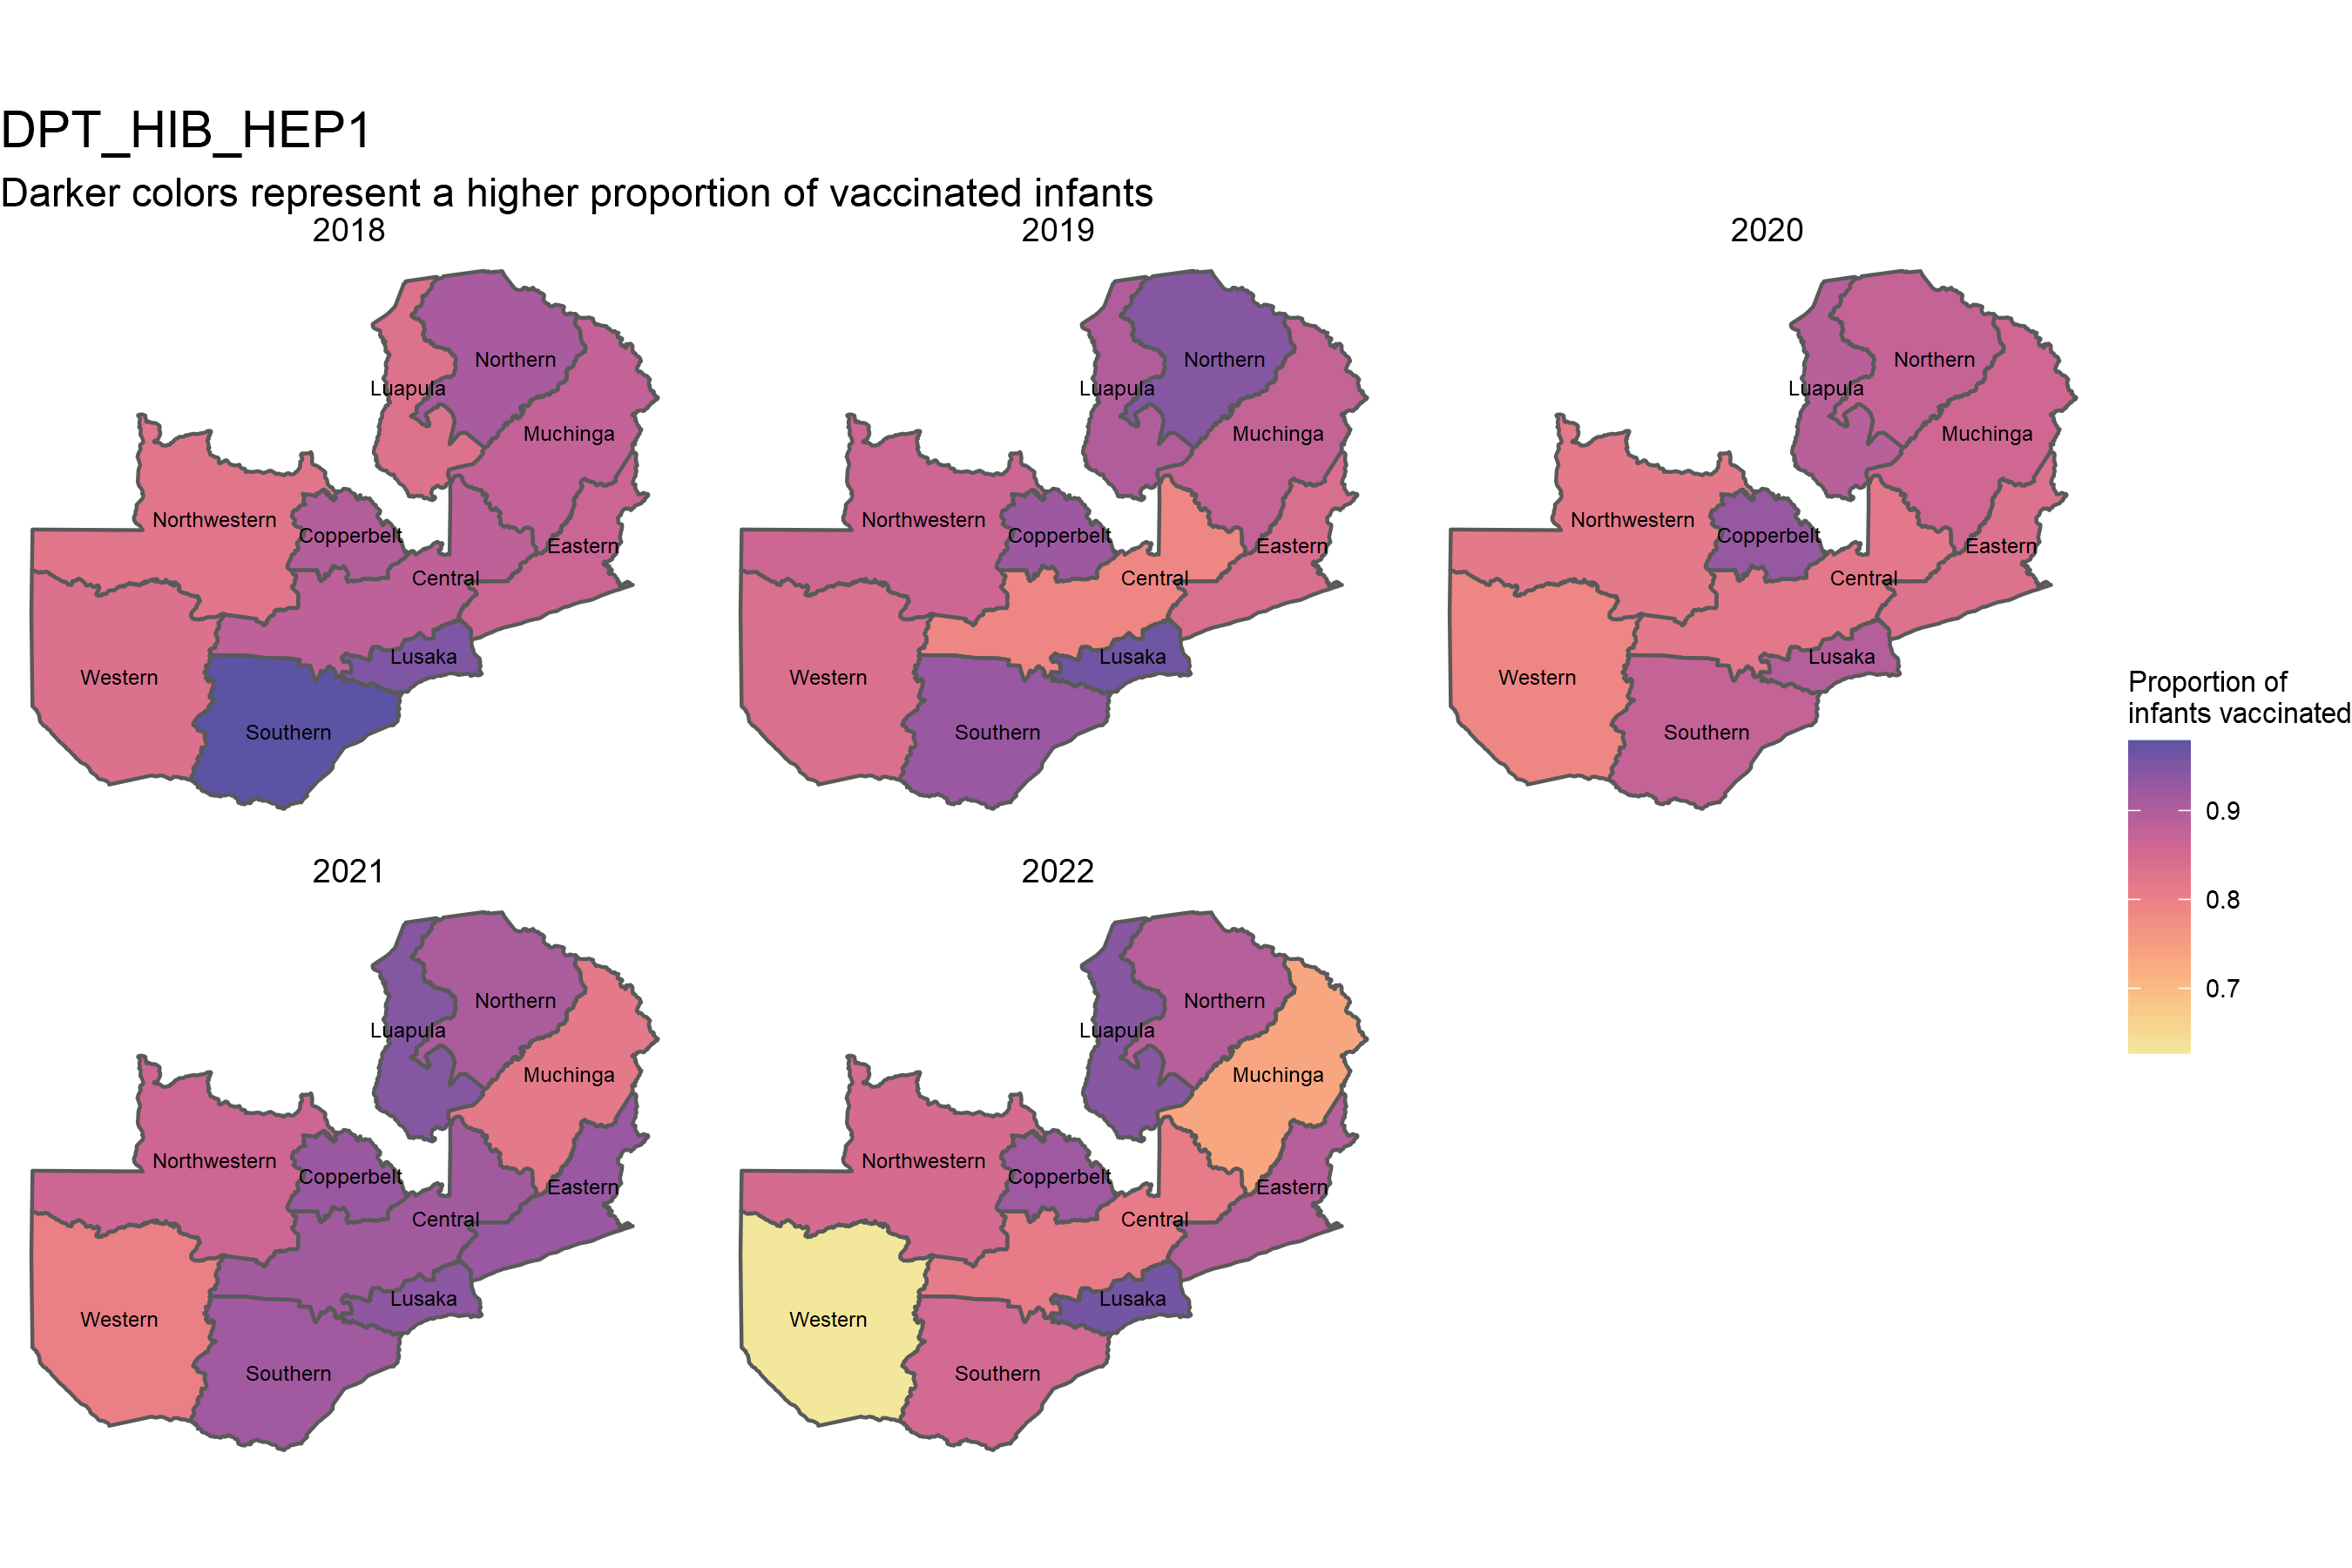 DPT_HIB_HEP1
Darker colors represent a higher proportion of vaccinated infants
2018
Northern
Luapula
Muchinga
Northwestern
Copperbelt
Eastern
Central
Lusaka
Western
Southern
2019
Northern
Luapula
Muchinga
Northwestern
Copperbelt
Eastern
Central
Lusaka
Western
Southern
2020
Northern
Luapula
Muchinga
Northwestern
Copperbelt
Eastern
Central
Lusaka
Western
Southern
2021
Northern
Luapula
Muchinga
Northwestern
Copperbelt
Eastern
Central
Lusaka
Western
Southern
2022
Northern
Luapula
Muchinga
Northwestern
Copperbelt
Eastern
Central
Lusaka
Western
Southern
Proportion of
infants vaccinated
0.9
0.8
0.7